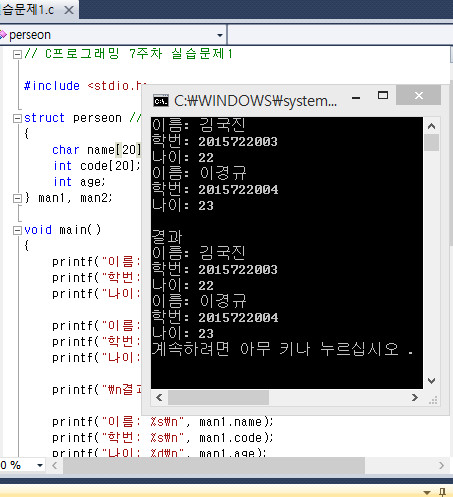 습문제1.c
perseon
// C프로그래밍 7주차 실습문제1
#include <stdio.h
struct perseon //
{
char name[20]
int code[20];
int age;
} man1, man2;
void main()
{
printf("이름:
printf("학번:
printf("나이:
printf("이름:
printf("학번:
printf("나이:
printf("\n결과
printf("이름: %s\n", man1.name);
printf("학번: %s\n", man1.code);
printf("나이: %d\n", man1.age);
0 %
C:\WINDOWS\system...
이름: 김국진
학번: 2015722003
나이: 22
이름: 이경규
학번: 2015722004
나이: 23
결과
이름: 김국진
학번: 2015722003
나이: 22
이름: 이경규
학번: 2015722004
나이: 23
계속하려면 아무 키나 누르십시오 .